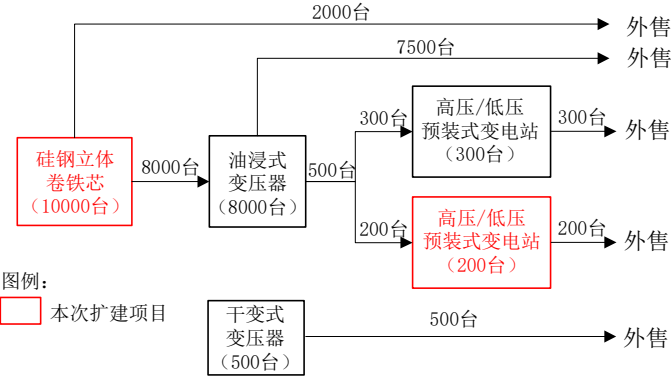 2000台
外售
7500台
外售
硅钢立体
卷铁芯
（10000台）
8000台
油浸式
变压器
（8000台）
500台
300台
高压/低压
预装式变电站
（300台）
300台
外售
200台
高压/低压
预装式变电站
（200台）
200台
外售
图例：
本次扩建项目
干变式
变压器
（500台）
500台
外售